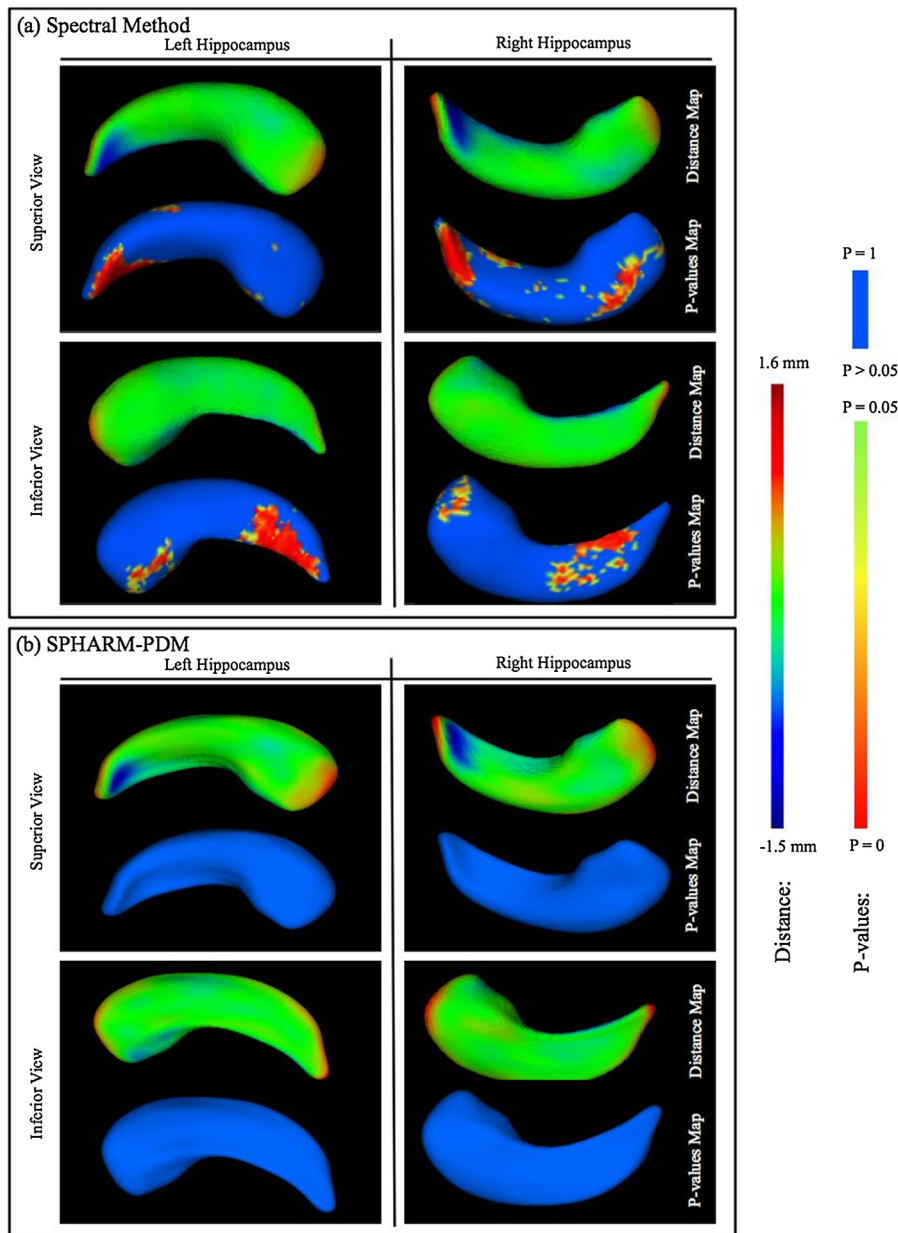 (a) Spectral Method
Left Hippocampus
Right Hippocampus
Superior View
Distance Map
P-values Map
Inferior View
Distance Map
P-values Map
(b) SPHARM-PDM
Left Hippocampus
Right Hippocampus
Superior View
Distance Map
P-values Map
Inferior View
Distance Map
P-values Map
P = 1
P > 0.05
1.6 mm
P = 0.05
-1.5 mm
P = 0
Distance:
P-values: